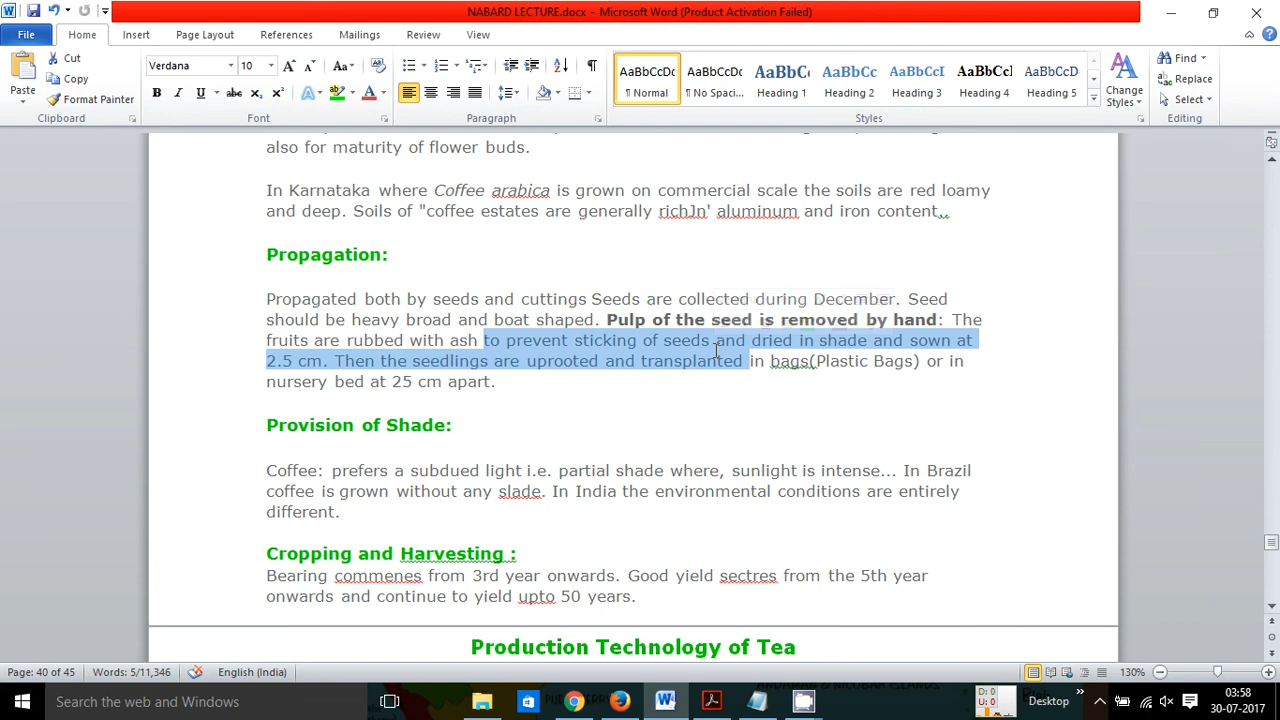 NABARD LECTURE.docx - Microsoft Word (Product Activation Failed)
File Home Insert Page Layout References Mailings Review View
Paste
Cut
Copy
Format Painter
Clipboard
Verdana 10
Font
Paragraph
AaBbCcDc ¶ Normal
AaBbCcDc ¶ No Spaci...
AaBbCc Heading 1
AaBbCc Heading 2
AaBbCcI Heading 3
AaBbCcI Heading 4
AaBbCcDc Heading 5
Change Styles
Styles
Find
Replace
Select
Editing
also for maturity of flower buds.
In Karnataka where Coffee arabica is grown on commercial scale the soils are red loamy
and deep. Soils of "coffee estates are generally richJn' aluminum and iron content,.
Propagation:
Propagated both by seeds and cuttings Seeds are collected during December. Seed
should be heavy broad and boat shaped. Pulp of the seed is removed by hand: The
fruits are rubbed with ash to prevent sticking of seeds and dried in shade and sown at
2.5 cm. Then the seedlings are uprooted and transplanted in bags(Plastic Bags) or in
nursery bed at 25 cm apart.
Provision of Shade:
Coffee: prefers a subdued light i.e. partial shade where, sunlight is intense... In Brazil
coffee is grown without any slade. In India the environmental conditions are entirely
different.
Cropping and Harvesting :
Bearing commenes from 3rd year onwards. Good yield sectres from the 5th year
onwards and continue to yield upto 50 years.
Production Technology of Tea
Page: 40 of 45 Words: 5/11,346 English (India) 130%
Search the web and Windows
D: 0
U: 0
Desktop
03:58
30-07-2017